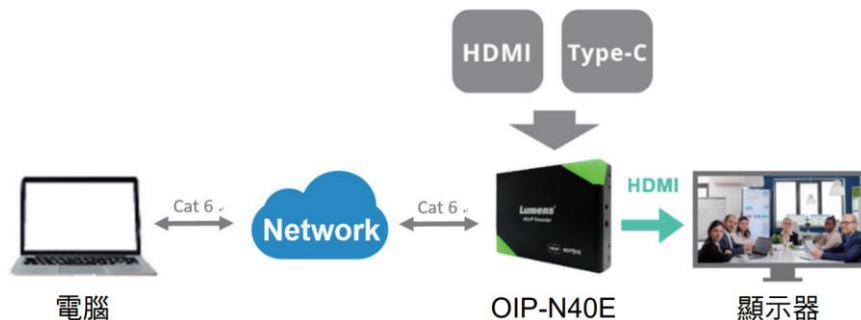 HDMI
Type-C
HDMI
Cat 6
Cat 6
Network
Lumens
電腦
OIP-N40E
顯示器